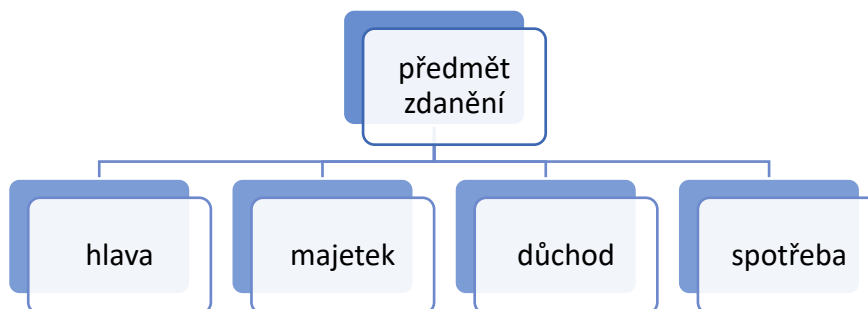 předmět
zdanění
hlava
majetek
důchod
spotřeba